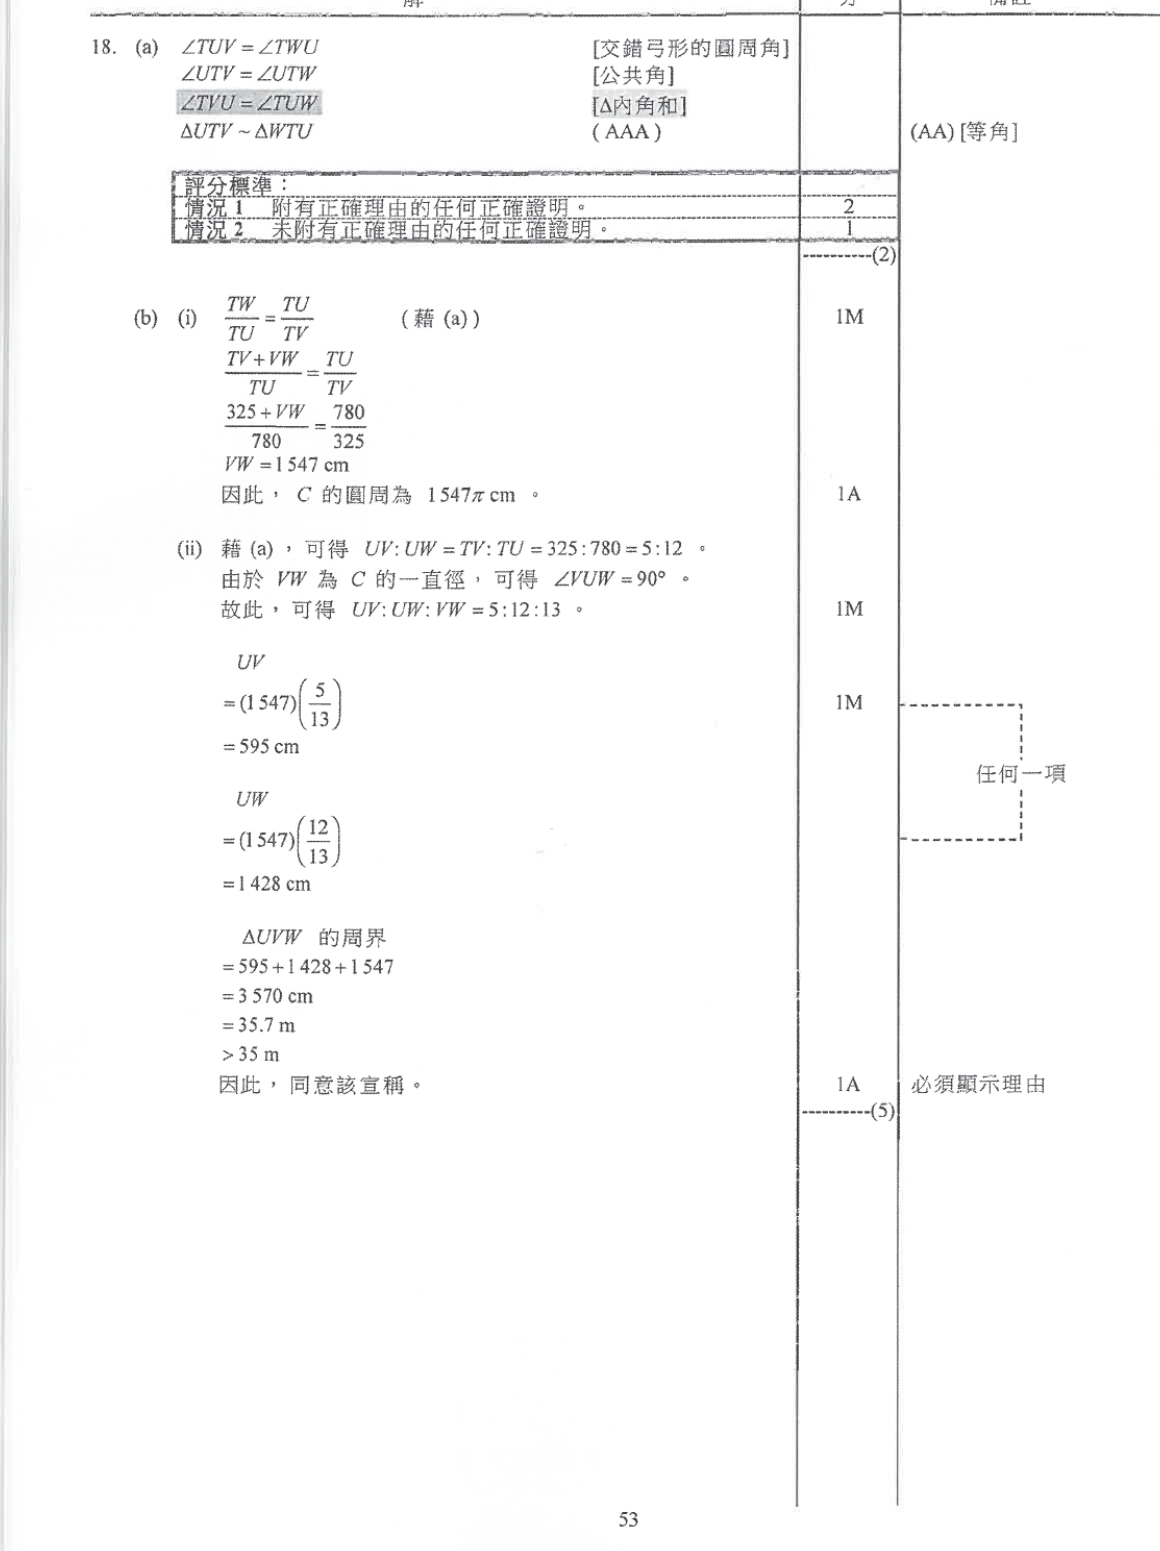 解 分 備註
18. (a) ∠TUV = ∠TWU [交錯弓形的圓周角]
∠UTV = ∠UTW [公共角]
∠TVU = ∠TUW [Δ內角和]
ΔUTV ~ ΔWTU ( AAA ) (AA) [等角]
評分標準：
情況 1 附有正確理由的任何正確證明。 2
情況 2 未附有正確理由的任何正確證明。 1
----------(2)
(b) (i) TW/TU = TU/TV ( 藉 (a) ) 1M
(TV + VW)/TU = TU/TV
(325 + VW)/780 = 780/325
VW = 1 547 cm
因此， C 的圓周為 1 547π cm 。 1A
(ii) 藉 (a) ，可得 UV : UW = TV : TU = 325 : 780 = 5 : 12 。
由於 VW 為 C 的一直徑，可得 ∠VUW = 90° 。
故此，可得 UV : UW : VW = 5 : 12 : 13 。 1M
UV
= (1 547)(5/13) 1M
= 595 cm
任何一項
UW
= (1 547)(12/13)
= 1 428 cm
ΔUVW 的周界
= 595 + 1 428 + 1 547
= 3 570 cm
= 35.7 m
> 35 m
因此，同意該宣稱。 1A 必須顯示理由
----------(5)
53